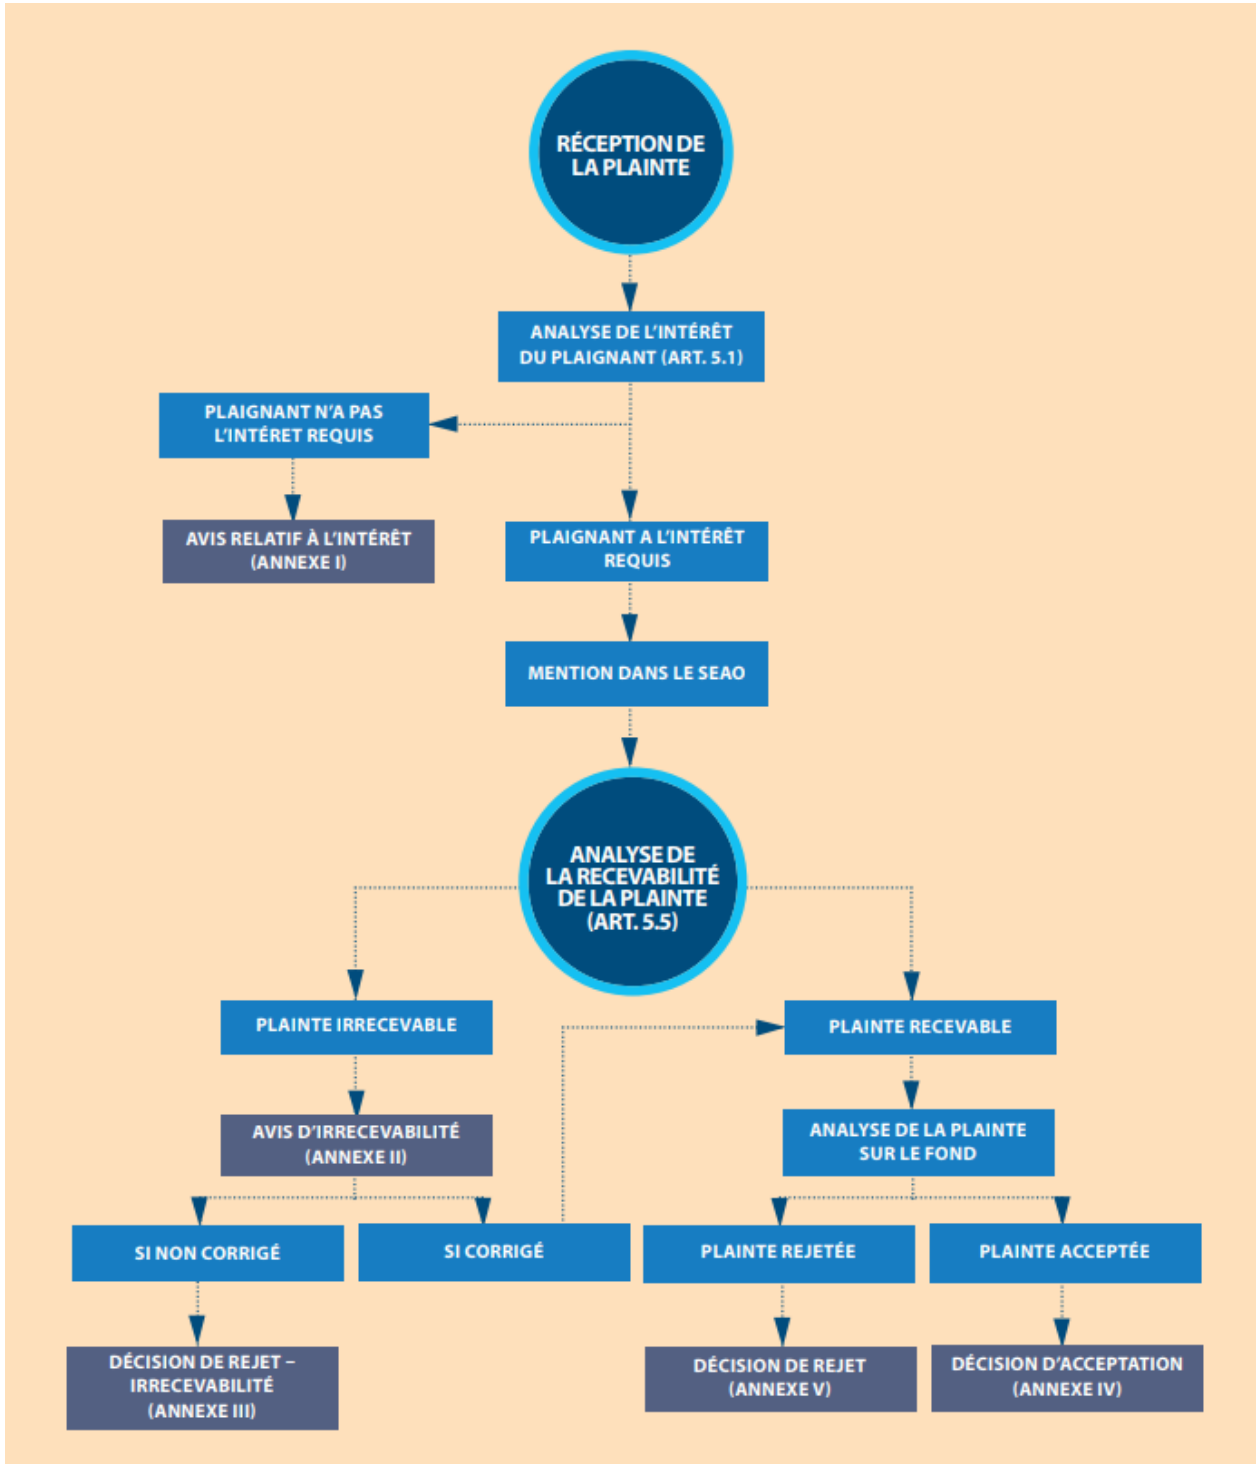 RÉCEPTION DE
LA PLAINTE
ANALYSE DE L'INTÉRÊT
DU PLAIGNANT (ART. 5.1)
PLAIGNANT N'A PAS
L'INTÉRET REQUIS
AVIS RELATIF À L'INTÉRÊT
(ANNEXE I)
PLAIGNANT A L'INTÉRÊT
REQUIS
MENTION DANS LE SEAO
ANALYSE DE
LA RECEVABILITÉ
DE LA PLAINTE
(ART. 5.5)
PLAINTE IRRECEVABLE
PLAINTE RECEVABLE
AVIS D'IRRECEVABILITÉ
(ANNEXE II)
ANALYSE DE LA PLAINTE
SUR LE FOND
SI NON CORRIGÉ
SI CORRIGÉ
PLAINTE REJETÉE
PLAINTE ACCEPTÉE
DÉCISION DE REJET –
IRRECEVABILITÉ
(ANNEXE III)
DÉCISION DE REJET
(ANNEXE V)
DÉCISION D'ACCEPTATION
(ANNEXE IV)